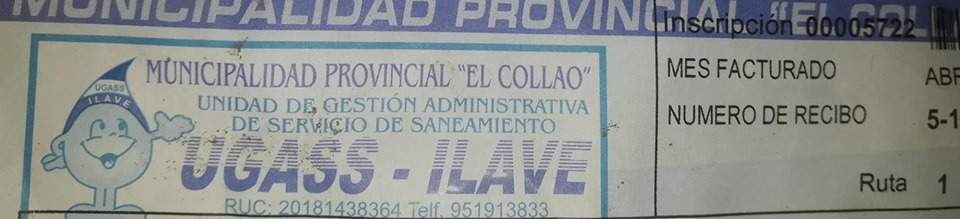 MUNICIPALIDAD PROVINCIAL "EL COL
Inscripción 00005722
MUNICIPALIDAD PROVINCIAL "EL COLLAO"
UNIDAD DE GESTIÓN ADMINISTRATIVA
DE SERVICIO DE SANEAMIENTO
UGASS - ILAVE
RUC: 20181438364 Telf. 951913833
UGASS
ILAVE
MES FACTURADO ABR
NUMERO DE RECIBO 5-1
Ruta 1